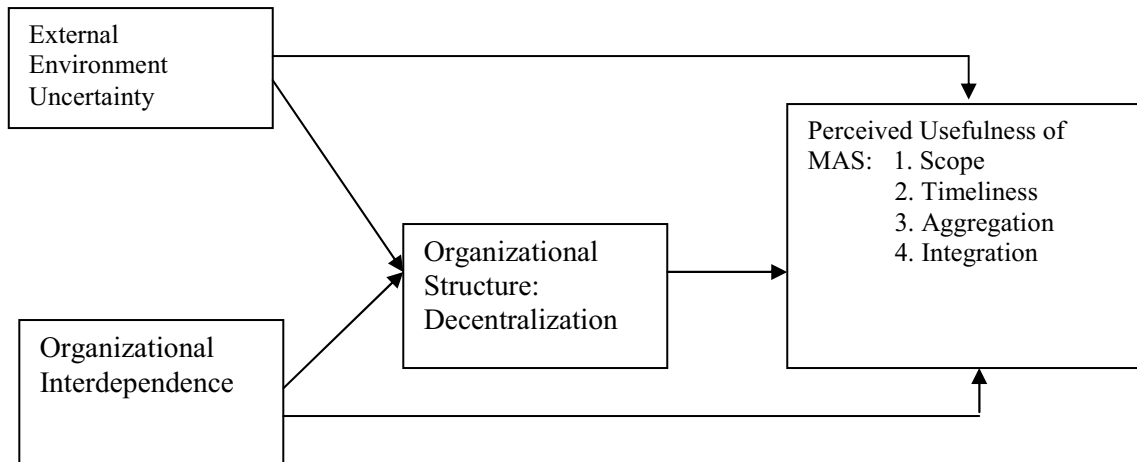 External
Environment
Uncertainty
Perceived Usefulness of
MAS: 1. Scope
2. Timeliness
3. Aggregation
4. Integration
Organizational
Structure:
Decentralization
Organizational
Interdependence